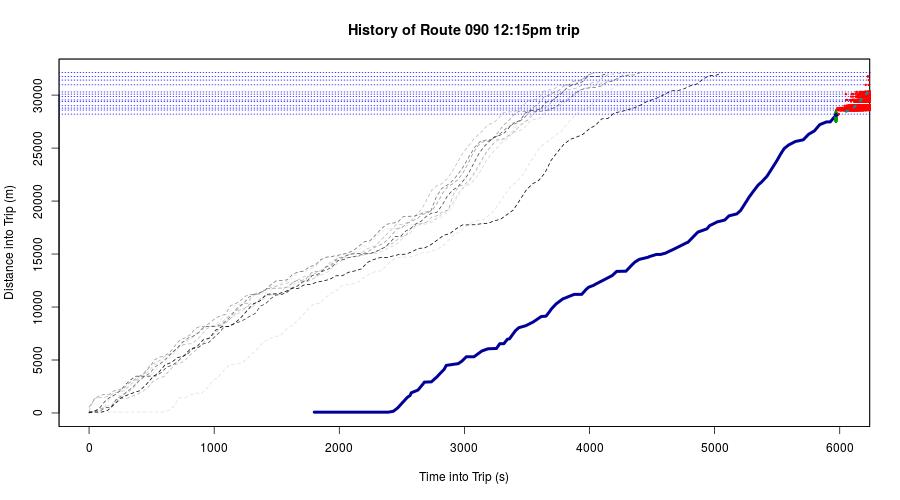 History of Route 090 12:15pm trip
Distance into Trip (m)
30000
25000
20000
15000
10000
5000
0
0 1000 2000 3000 4000 5000 6000
Time into Trip (s)